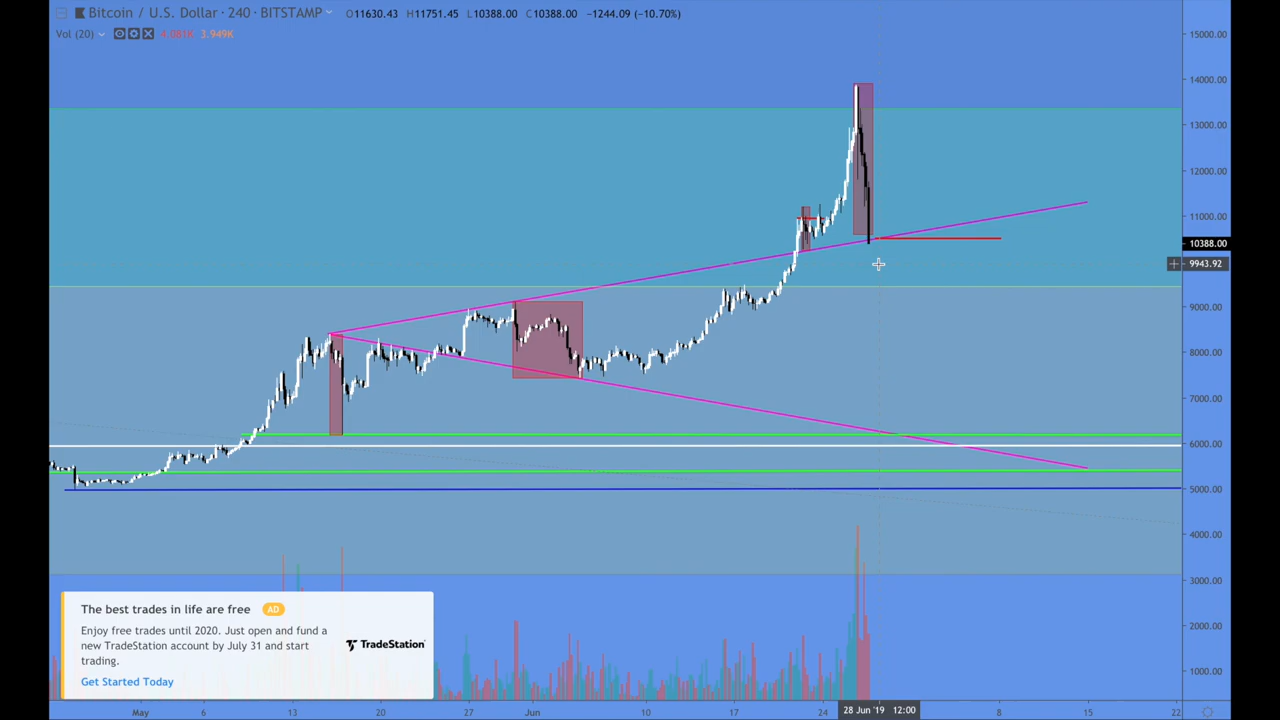 Bitcoin / U.S. Dollar · 240 · BITSTAMP O11630.43 H11751.45 L10388.00 C10388.00 −1244.09 (−10.70%)
Vol (20) 4.081K 3.949K
15000.00
14000.00
13000.00
12000.00
11000.00
10388.00
9943.92
9000.00
8000.00
7000.00
6000.00
5000.00
4000.00
3000.00
2000.00
1000.00
The best trades in life are free AD
Enjoy free trades until 2020. Just open and fund a
new TradeStation account by July 31 and start
trading.
TradeStation
Get Started Today
May 6 13 20 27 Jun 10 17 24 28 Jun '19 12:00 8 15 22